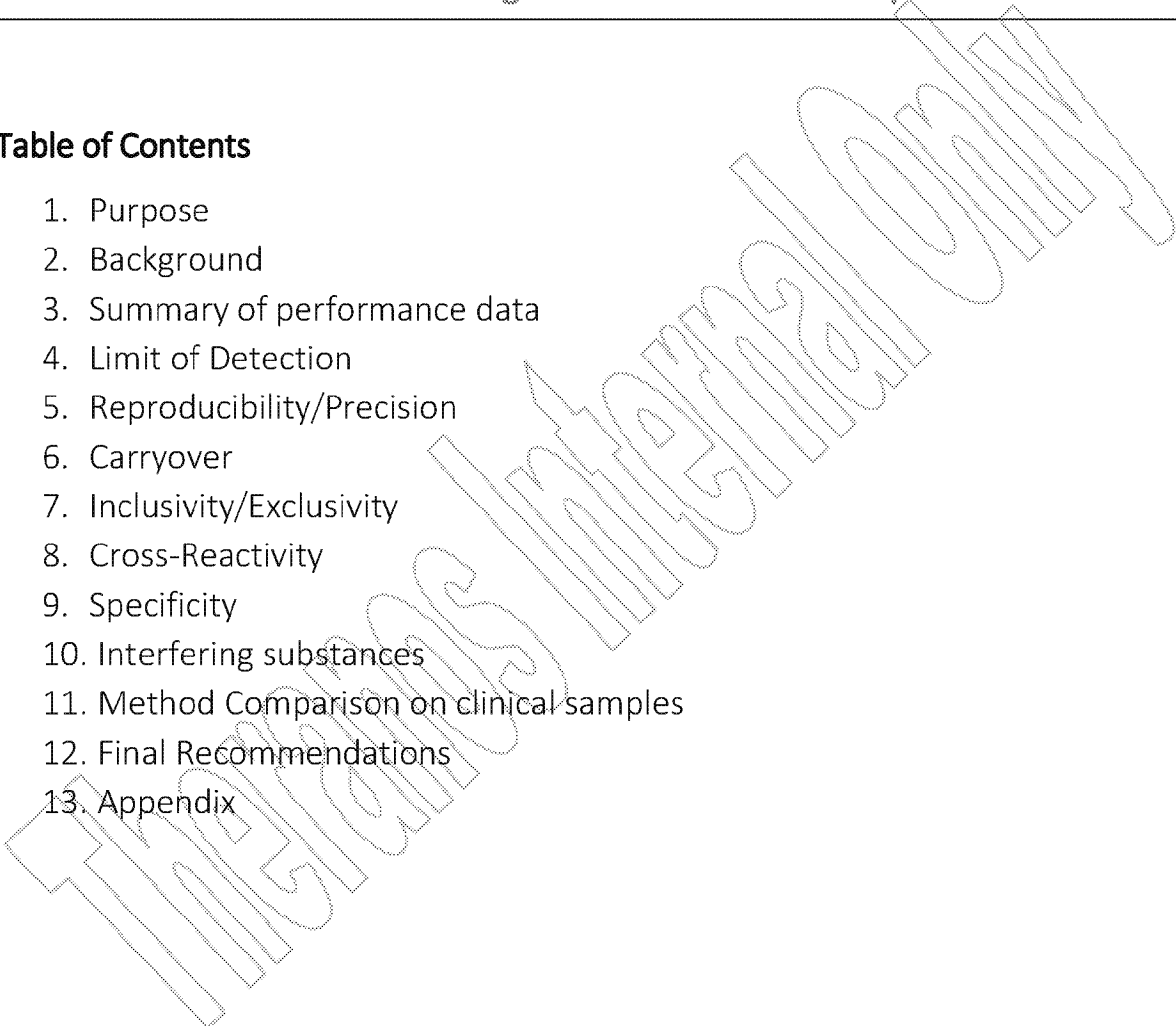 Table of Contents
1. Purpose
2. Background
3. Summary of performance data
4. Limit of Detection
5. Reproducibility/Precision
6. Carryover
7. Inclusivity/Exclusivity
8. Cross-Reactivity
9. Specificity
10. Interfering substances
11. Method Comparison on clinical samples
12. Final Recommendations
13. Appendix
Theranos Internal Only